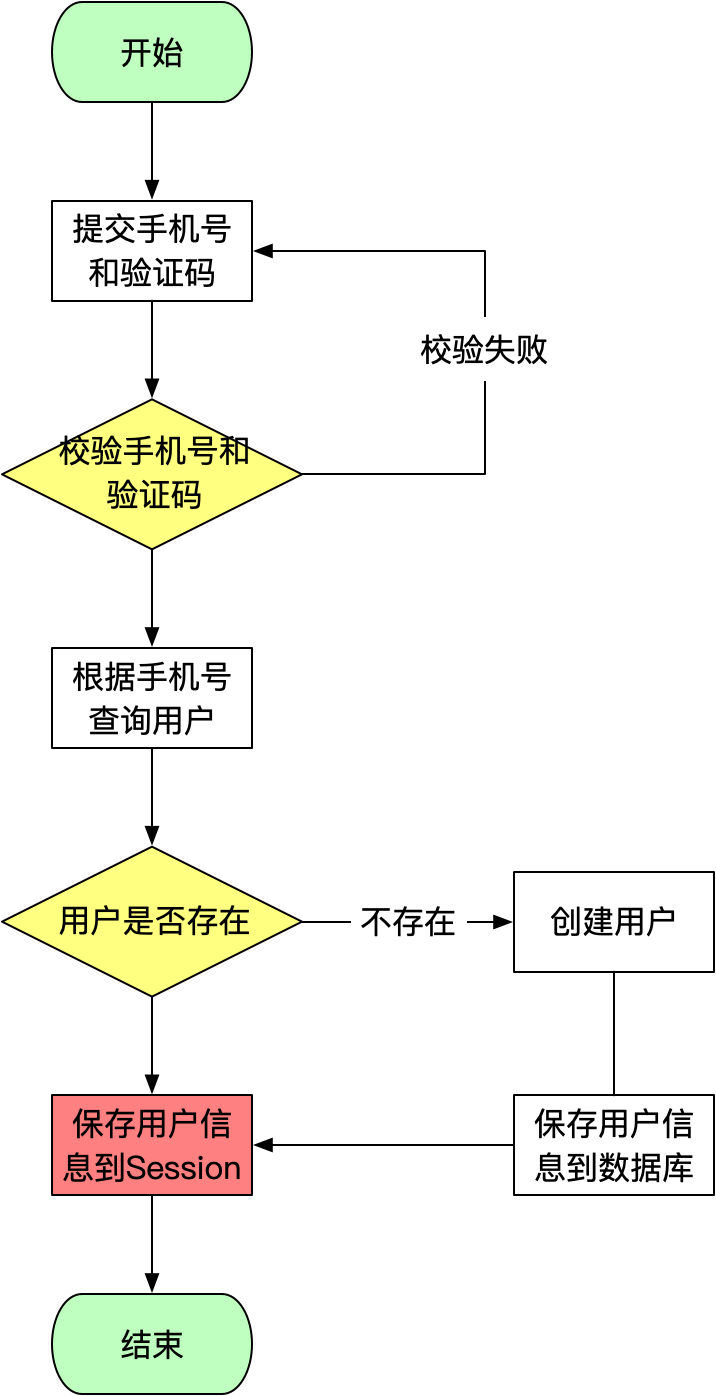 开始
提交手机号
和验证码
校验失败
校验手机号和
验证码
根据手机号
查询用户
用户是否存在
不存在
创建用户
保存用户信
息到Session
保存用户信
息到数据库
结束